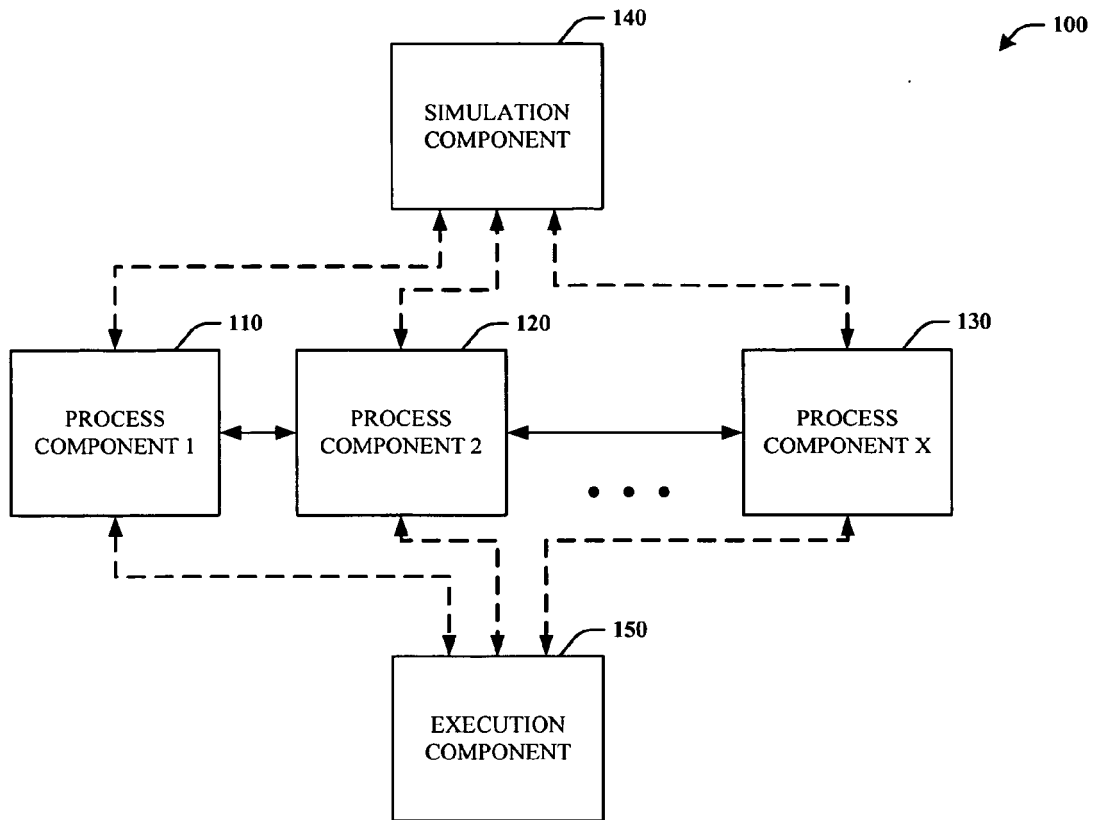 140
100
SIMULATION
COMPONENT
110
120
130
PROCESS
COMPONENT 1
PROCESS
COMPONENT 2
PROCESS
COMPONENT X
150
EXECUTION
COMPONENT